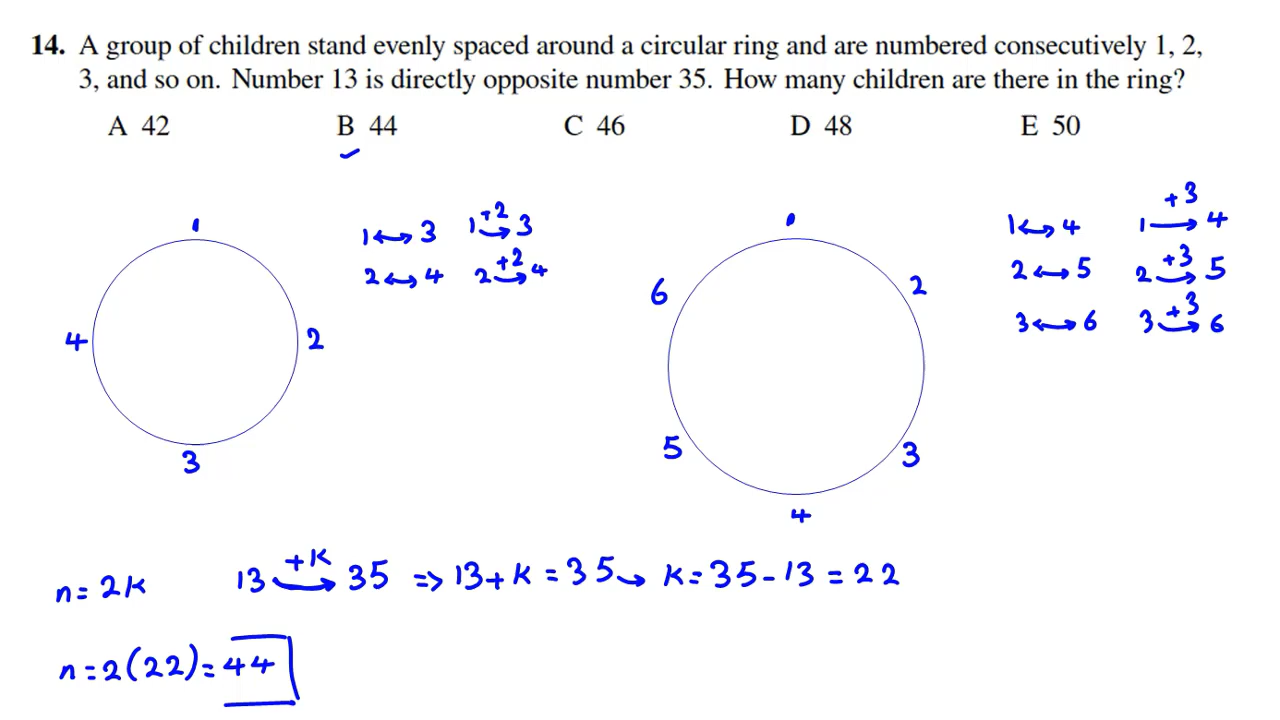 14. A group of children stand evenly spaced around a circular ring and are numbered consecutively 1, 2,
3, and so on. Number 13 is directly opposite number 35. How many children are there in the ring?
A 42 B 44 C 46 D 48 E 50
1
4
2
3
1 ↔ 3 1 +2→ 3
2 ↔ 4 2 +2→ 4
6
2
5
3
4
1 ↔ 4 1 +3→ 4
2 ↔ 5 2 +3→ 5
3 ↔ 6 3 +3→ 6
n = 2k 13 +k→ 35 ⇒ 13 + k = 35 → k = 35 - 13 = 22
n = 2(22) = 44